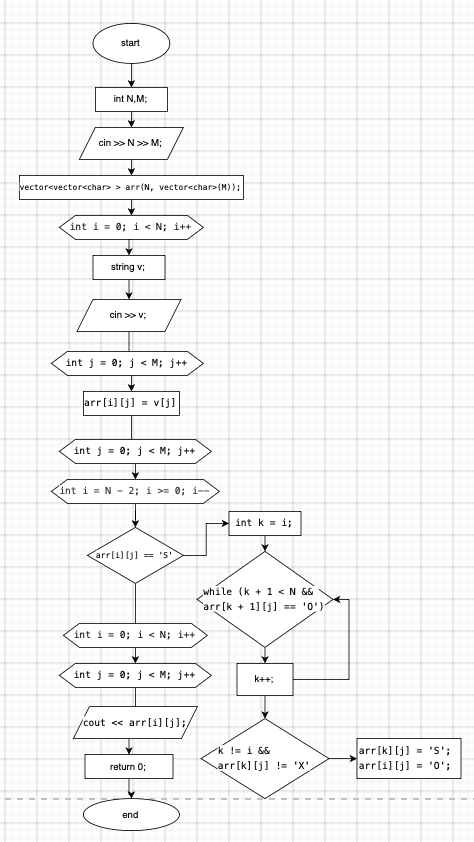 start
int N,M;
cin >> N >> M;
vector<vector<char> > arr(N, vector<char>(M));
int i = 0; i < N; i++
string v;
cin >> v;
int j = 0; j < M; j++
arr[i][j] = v[j]
int j = 0; j < M; j++
int i = N - 2; i >= 0; i--
arr[i][j] == 'S'
int k = i;
while (k + 1 < N &&
arr[k + 1][j] == 'O')
k++;
k != i &&
arr[k][j] != 'X'
arr[k][j] = 'S';
arr[i][j] = 'O';
int i = 0; i < N; i++
int j = 0; j < M; j++
cout << arr[i][j];
return 0;
end